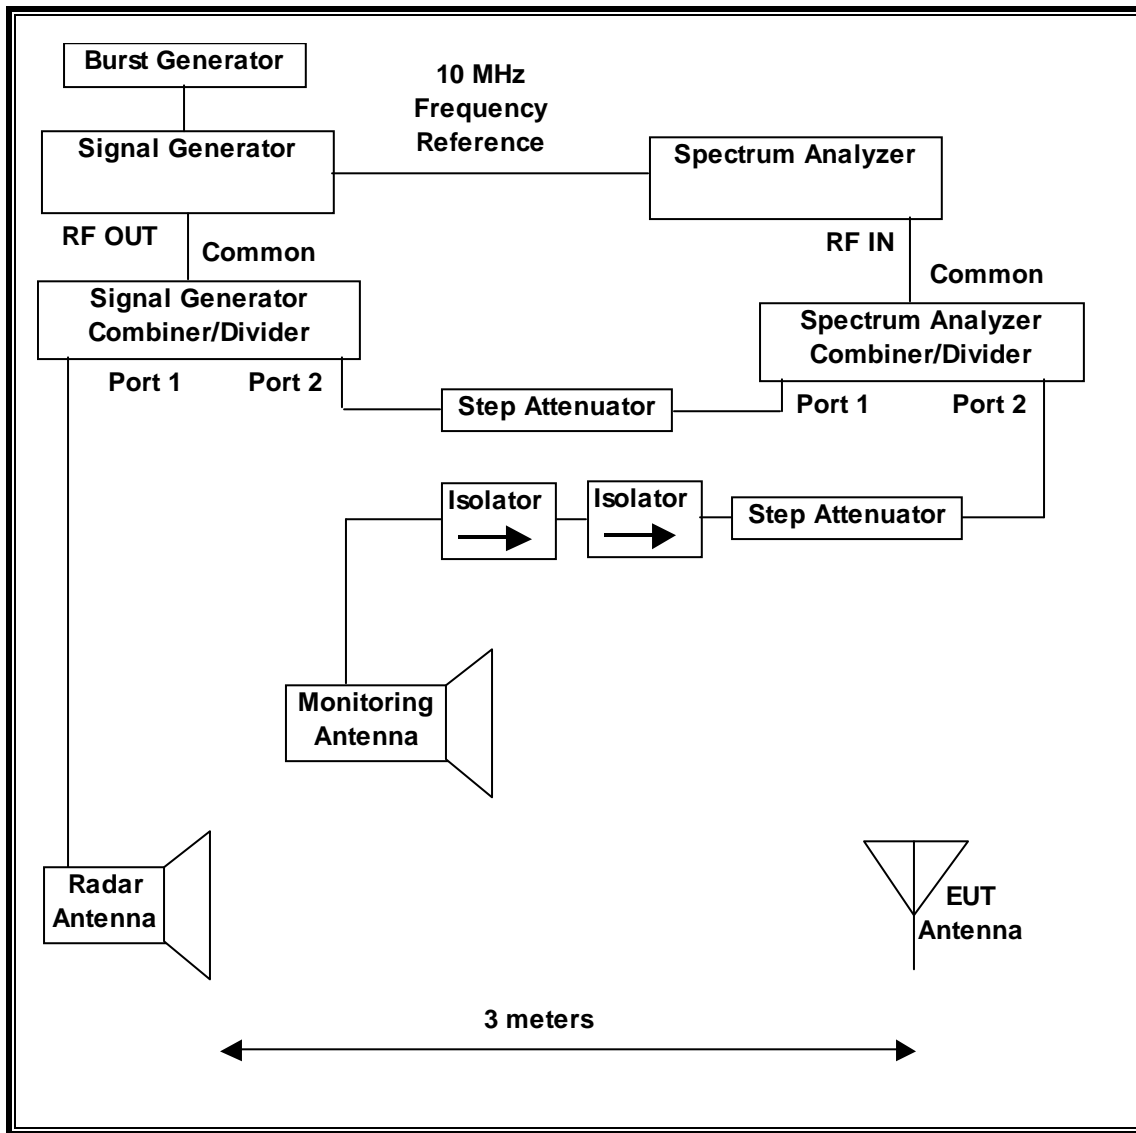 Burst Generator
10 MHz
Frequency
Reference
Signal Generator
Spectrum Analyzer
RF OUT
Common
RF IN
Common
Signal Generator
Combiner/Divider
Spectrum Analyzer
Combiner/Divider
Port 1
Port 2
Step Attenuator
Port 1
Port 2
Isolator
Isolator
Step Attenuator
Monitoring
Antenna
Radar
Antenna
EUT
Antenna
3 meters